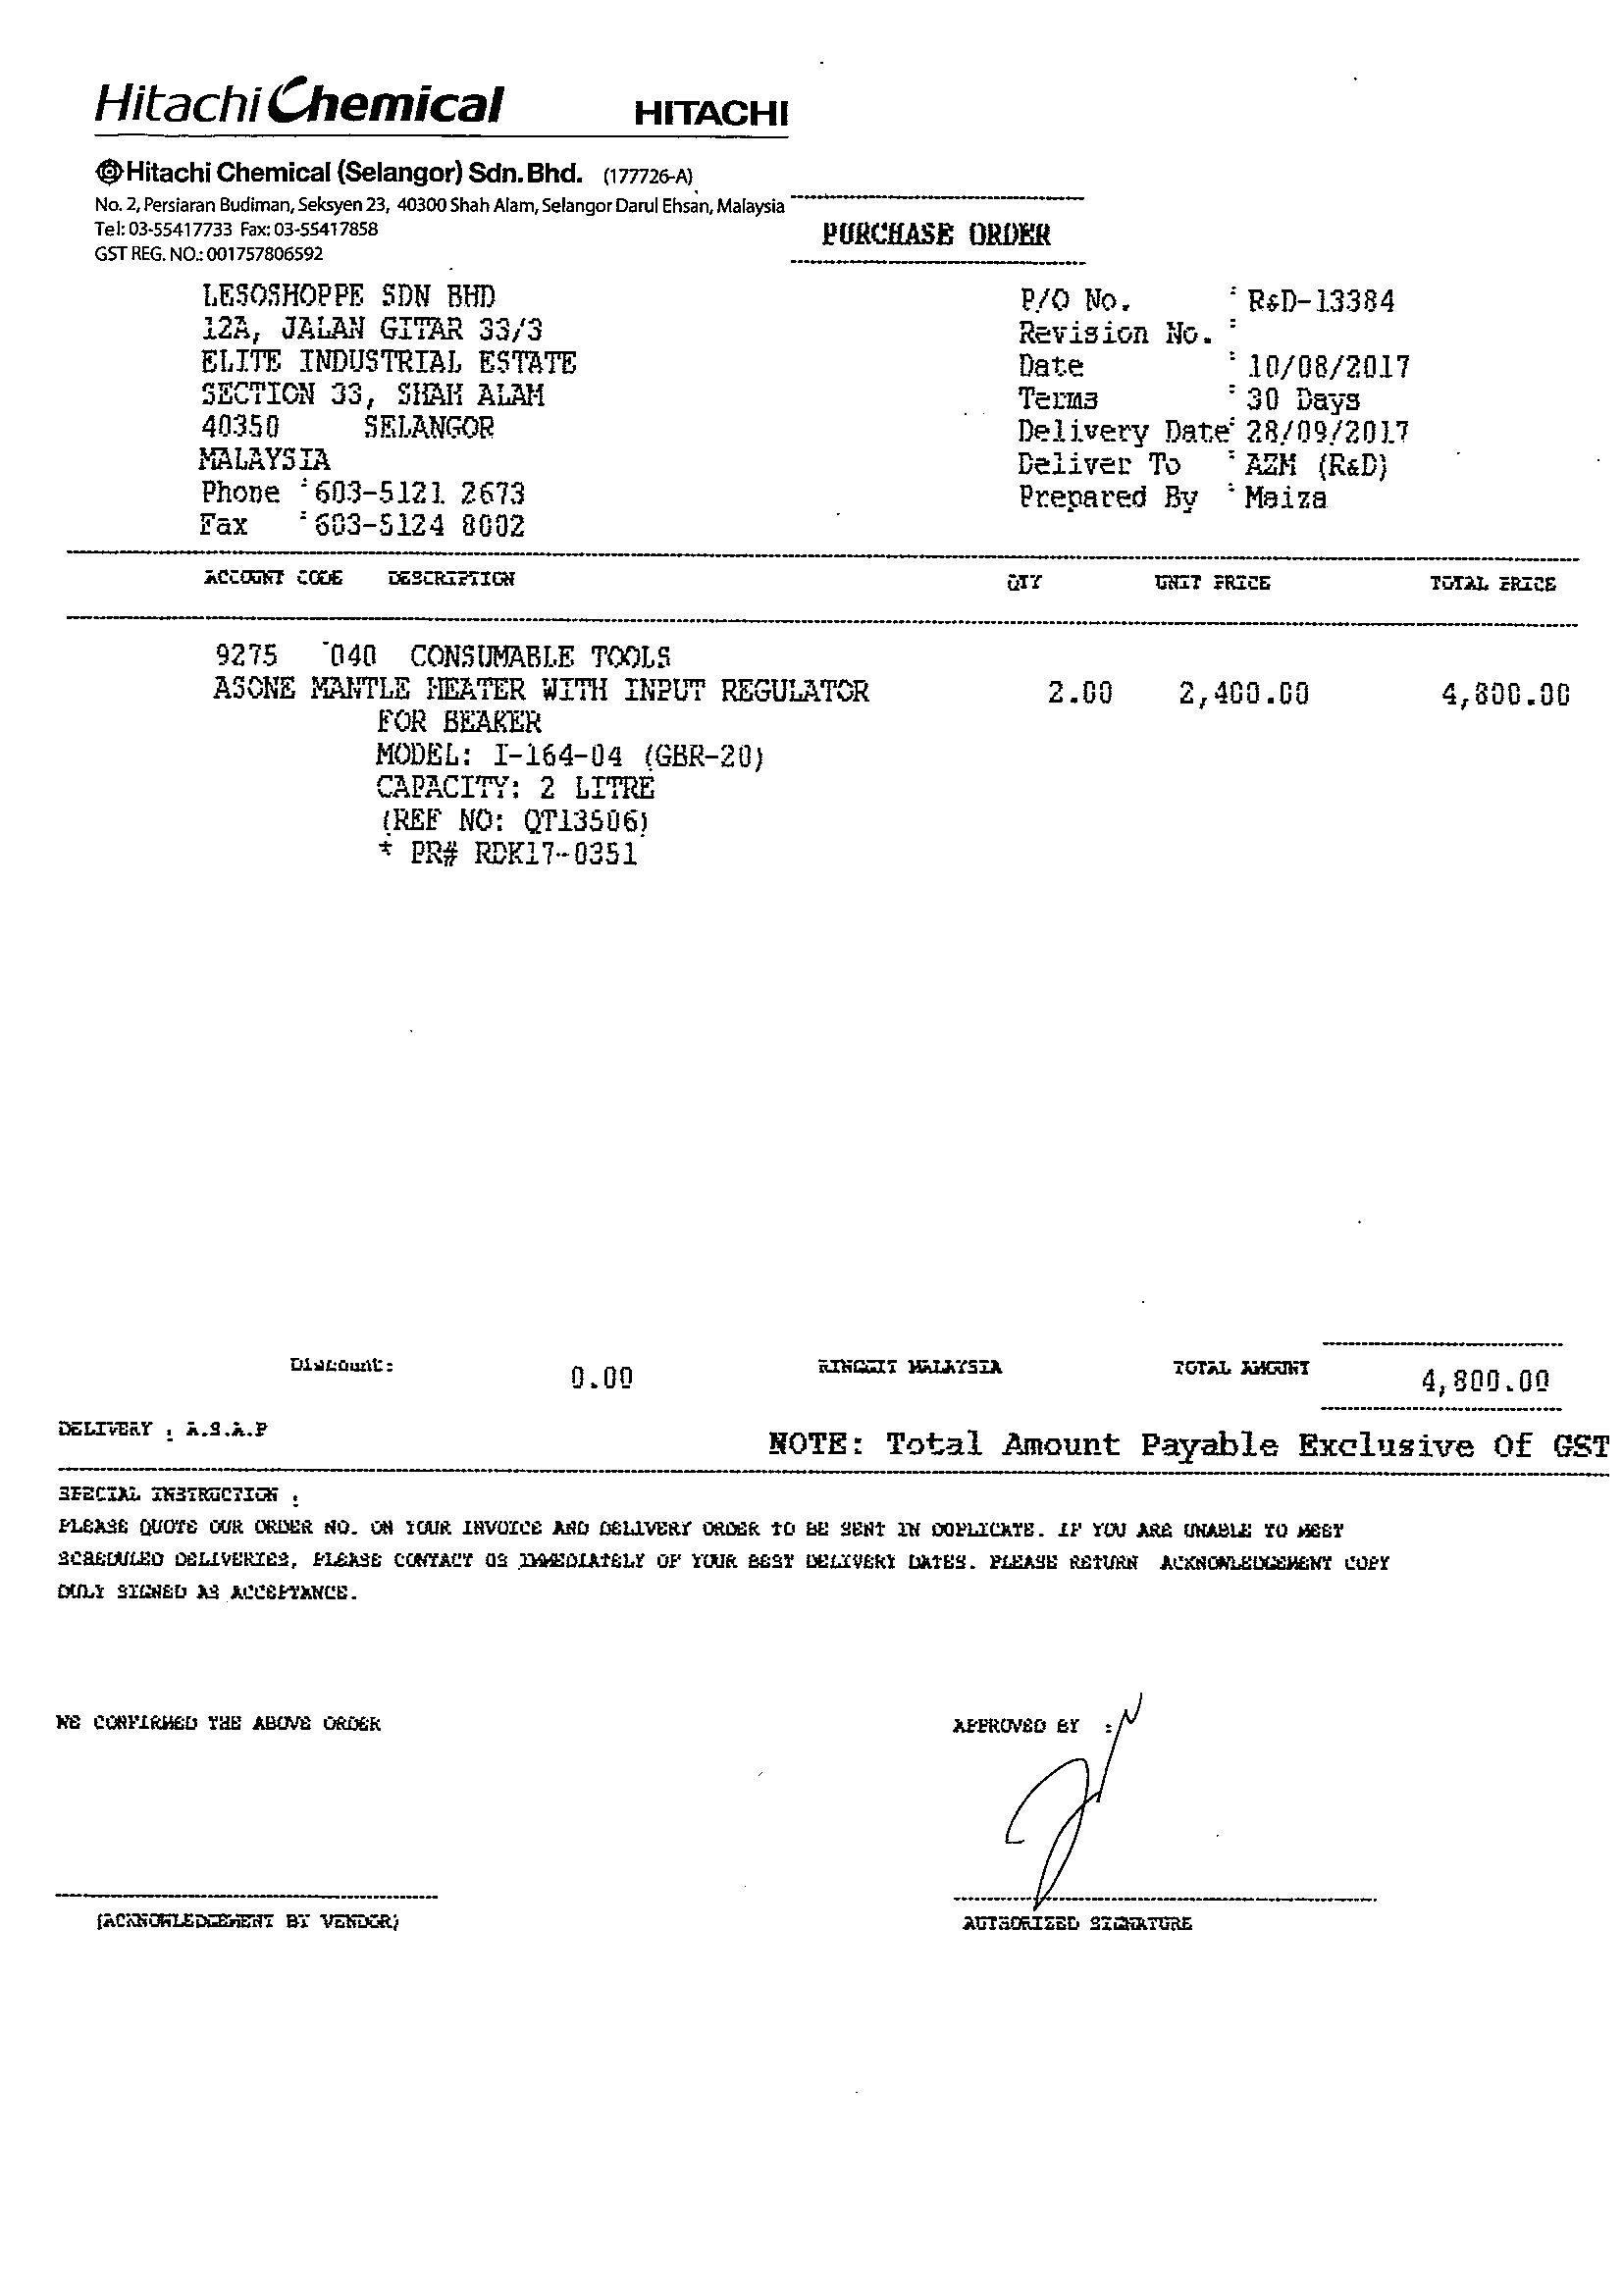 Hitachi Chemical HITACHI
Hitachi Chemical (Selangor) Sdn. Bhd. (177726-A)
No. 2, Persiaran Budiman, Seksyen 23, 40300 Shah Alam, Selangor Darul Ehsan, Malaysia
Tel: 03-55417733 Fax: 03-55417858
GST REG. NO.: 001757806592
PURCHASE ORDER
LESOSHOPPE SDN BHD
12A, JALAN GITAR 33/3
ELITE INDUSTRIAL ESTATE
SECTION 33, SHAH ALAM
40350 SELANGOR
MALAYSIA
Phone : 603-5121 2673
Fax : 603-5124 8002
P/O No. : R&D-13384
Revision No. :
Date : 10/08/2017
Terms : 30 Days
Delivery Date : 28/09/2017
Deliver To : AZM (R&D)
Prepared By : Maiza
ACCOUNT CODE DESCRIPTION QTY UNIT PRICE TOTAL PRICE
9275 040 CONSUMABLE TOOLS
ASONE MANTLE HEATER WITH INPUT REGULATOR 2.00 2,400.00 4,800.00
FOR BEAKER
MODEL: I-164-04 (GBR-20)
CAPACITY: 2 LITRE
(REF NO: QT13506)
* PR# RDK17-0351
Discount: 0.00 RINGGIT MALAYSIA TOTAL AMOUNT 4,800.00
DELIVERY : A.S.A.P
NOTE: Total Amount Payable Exclusive Of GST
SPECIAL INSTRUCTION :
PLEASE QUOTE OUR ORDER NO. ON YOUR INVOICE AND DELIVERY ORDER TO BE SENT IN DUPLICATE. IF YOU ARE UNABLE TO MEET
SCHEDULED DELIVERIES, PLEASE CONTACT US IMMEDIATELY OF YOUR BEST DELIVERY DATES. PLEASE RETURN ACKNOWLEDGEMENT COPY
DULY SIGNED AS ACCEPTANCE.
WE CONFIRMED THE ABOVE ORDER
APPROVED BY :
(ACKNOWLEDGEMENT BY VENDOR)
AUTHORIZED SIGNATURE